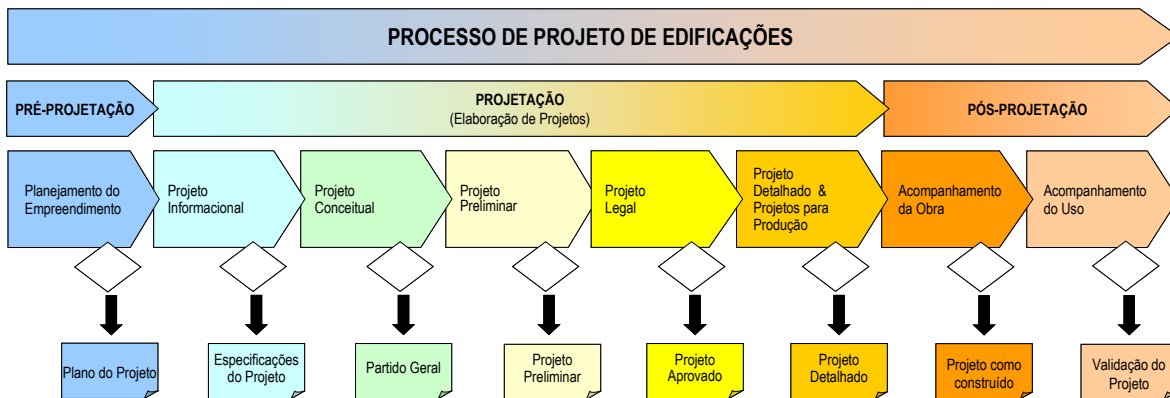 PROCESSO DE PROJETO DE EDIFICAÇÕES
PRÉ-PROJETAÇÃO
PROJETAÇÃO
(Elaboração de Projetos)
PÓS-PROJETAÇÃO
Planejamento do
Empreendimento
Projeto
Informacional
Projeto
Conceitual
Projeto
Preliminar
Projeto
Legal
Projeto
Detalhado &
Projetos para
Produção
Acompanhamento
da Obra
Acompanhamento
do Uso
Plano do Projeto
Especificações
do Projeto
Partido Geral
Projeto
Preliminar
Projeto
Aprovado
Projeto
Detalhado
Projeto como
construído
Validação do
Projeto